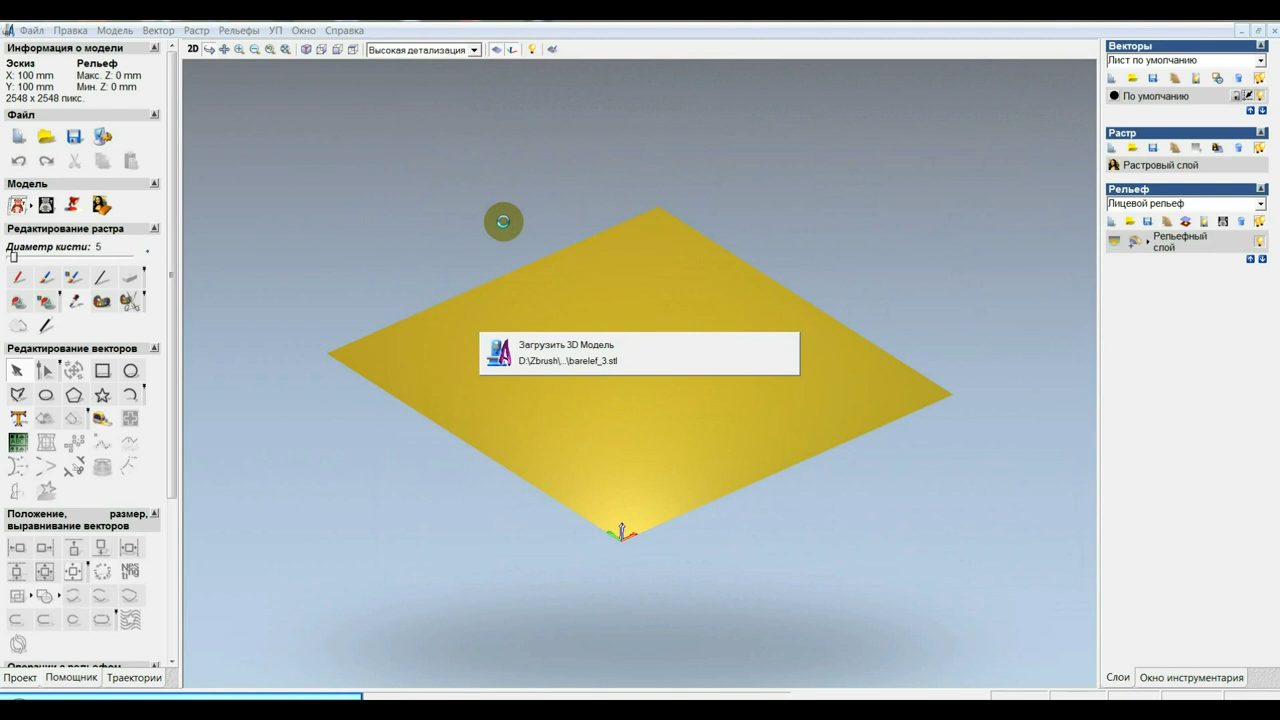 Файл Правка Модель Вектор Растр Рельефы УП Окно Справка
Информация о модели
Эскиз Рельеф
X: 100 mm Макс. Z: 0 mm
Y: 100 mm Мин. Z: 0 mm
2548 x 2548 пикс.
Файл
Модель
Редактирование растра
Диаметр кисти: 5
Редактирование векторов
Положение, размер,
выравнивание векторов
Проект Помощник Траектории
2D Высокая детализация
Загрузить 3D Модель
D:\Zbrush\...\barelef_3.stl
Векторы
Лист по умолчанию
По умолчанию
Растр
Растровый слой
Рельеф
Лицевой рельеф
Рельефный
слой
Слои Окно инструментария